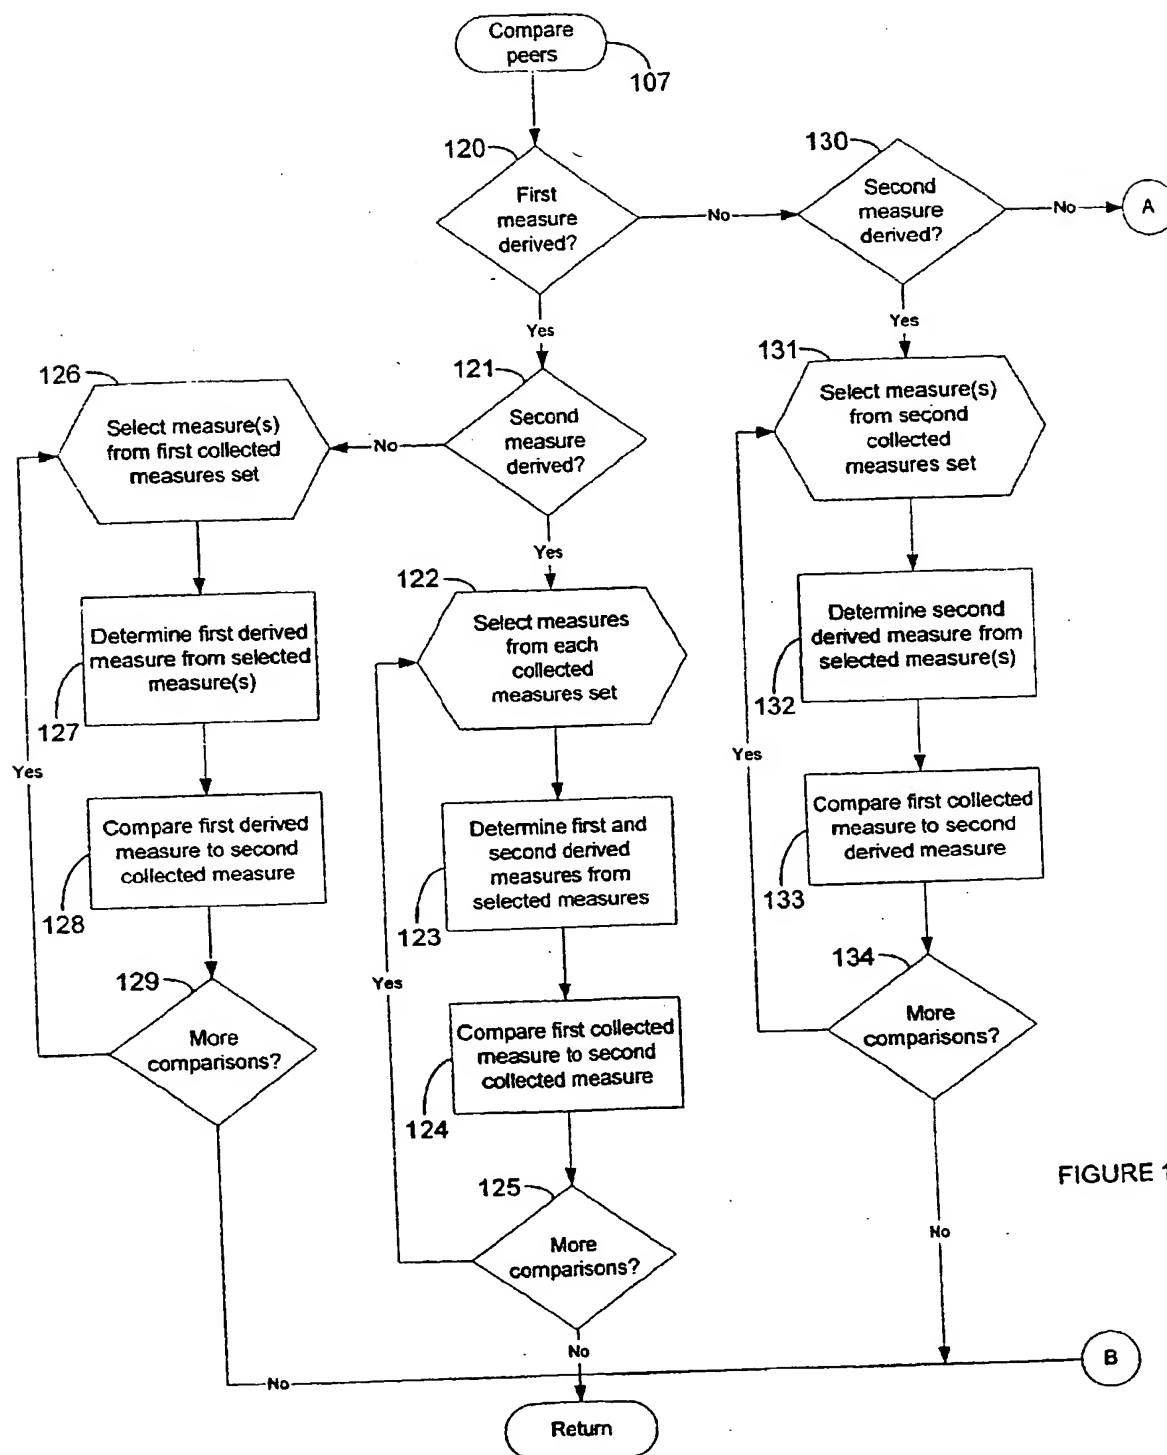 Compare
peers
107
120
First
measure
derived?
No
130
Second
measure
derived?
No
A
Yes
Yes
126
Select measure(s)
from first collected
measures set
No
121
Second
measure
derived?
131
Select measure(s)
from second
collected
measures set
Yes
122
Select measures
from each
collected
measures set
Determine first derived
measure from selected
measure(s)
127
Determine second
derived measure from
selected measure(s)
132
Yes
Yes
Compare first derived
measure to second
collected measure
128
Determine first and
second derived
measures from
selected measures
123
Compare first collected
measure to second
derived measure
133
129
More
comparisons?
Yes
Compare first collected
measure to second
collected measure
124
134
More
comparisons?
125
More
comparisons?
FIGURE 1
No
No
No
B
Return